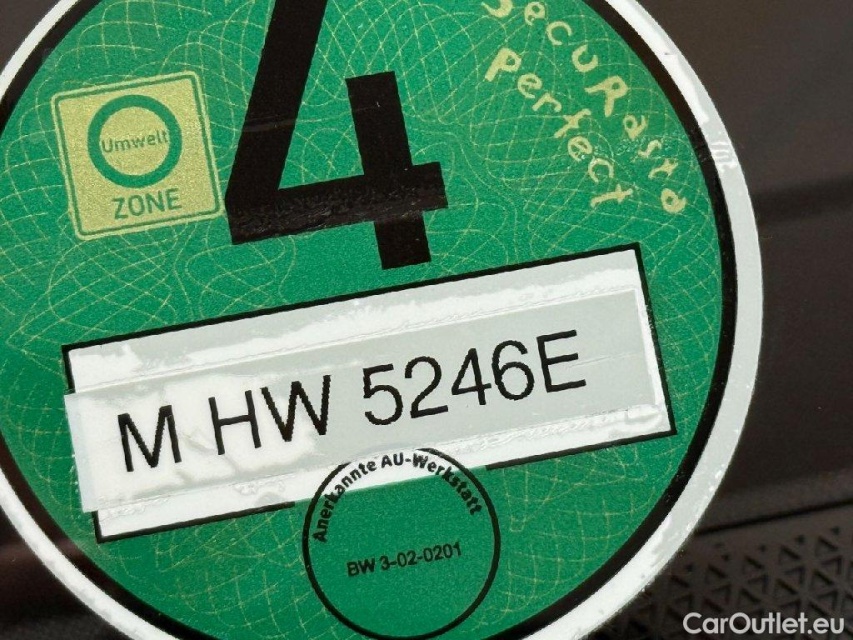 4
SecuRasta
Perfect
Umwelt
ZONE
M HW 5246E
Anerkannte AU-Werkstatt
BW 3-02-0201
CarOutlet.eu